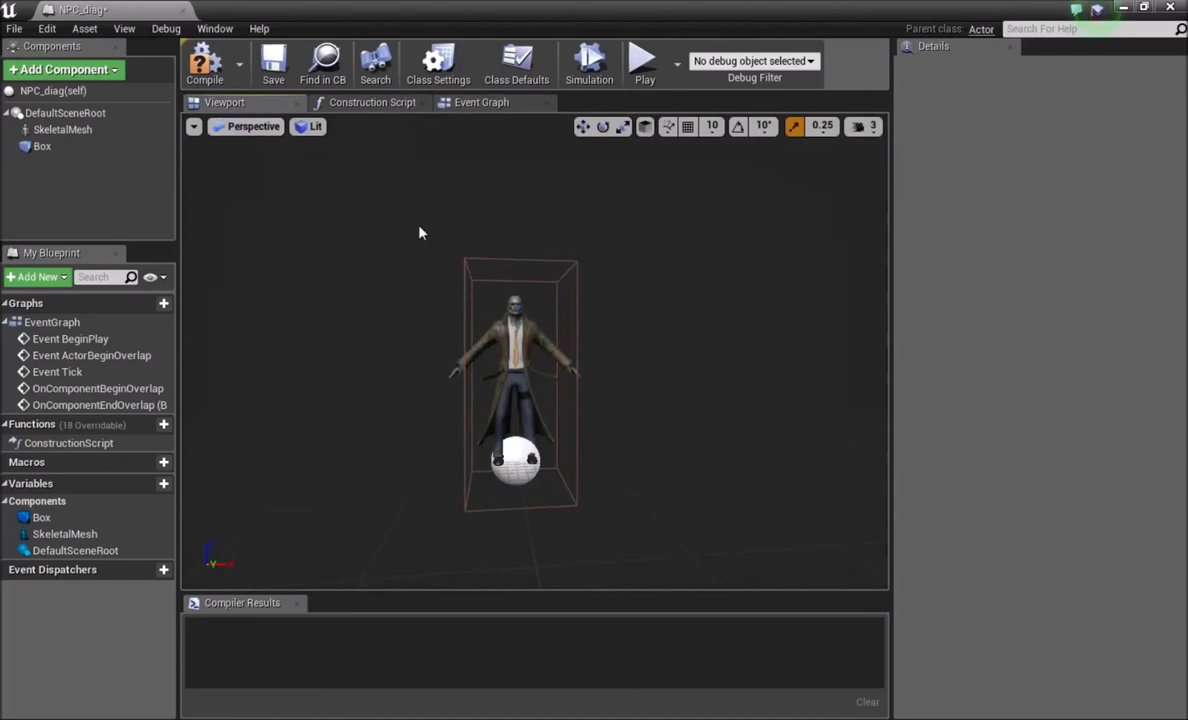 NPC_diag*
File Edit Asset View Debug Window Help
Parent class: Actor Search For Help
Components
+Add Component
NPC_diag(self)
DefaultSceneRoot
SkeletalMesh
Box
Compile Save Find in CB Search Class Settings Class Defaults Simulation Play
No debug object selected
Debug Filter
Details
Viewport Construction Script Event Graph
Perspective Lit 10 10° 0.25 3
My Blueprint
+Add New Search
Graphs
EventGraph
Event BeginPlay
Event ActorBeginOverlap
Event Tick
OnComponentBeginOverlap
OnComponentEndOverlap (B
Functions (18 Overridable)
ConstructionScript
Macros
Variables
Components
Box
SkeletalMesh
DefaultSceneRoot
Event Dispatchers
Compiler Results
Clear